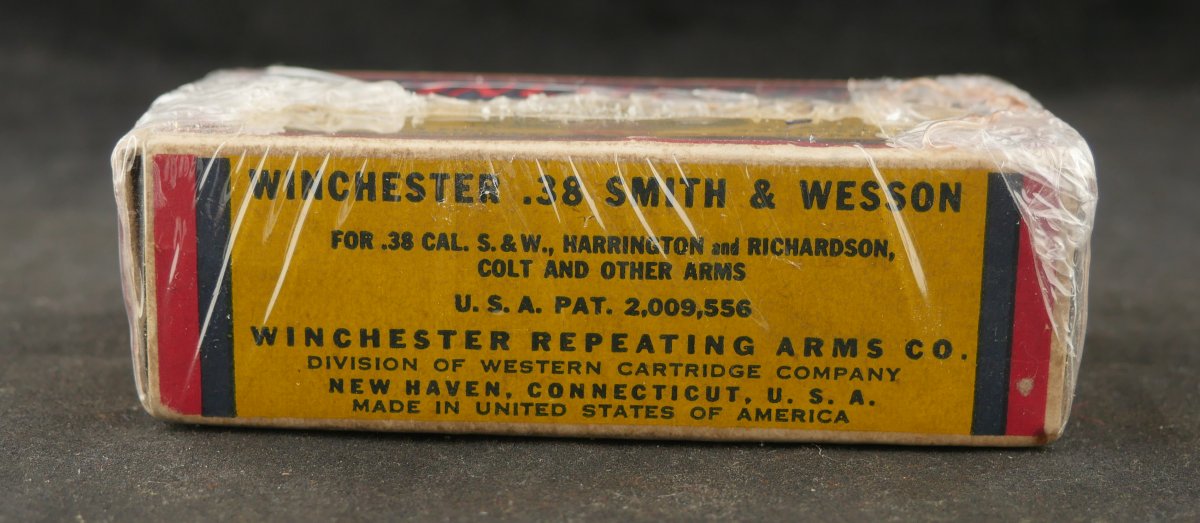 WINCHESTER .38 SMITH & WESSON
FOR .38 CAL. S. & W., HARRINGTON and RICHARDSON,
COLT AND OTHER ARMS
U. S. A. PAT. 2,009,556
WINCHESTER REPEATING ARMS CO.
DIVISION OF WESTERN CARTRIDGE COMPANY
NEW HAVEN, CONNECTICUT, U. S. A.
MADE IN UNITED STATES OF AMERICA